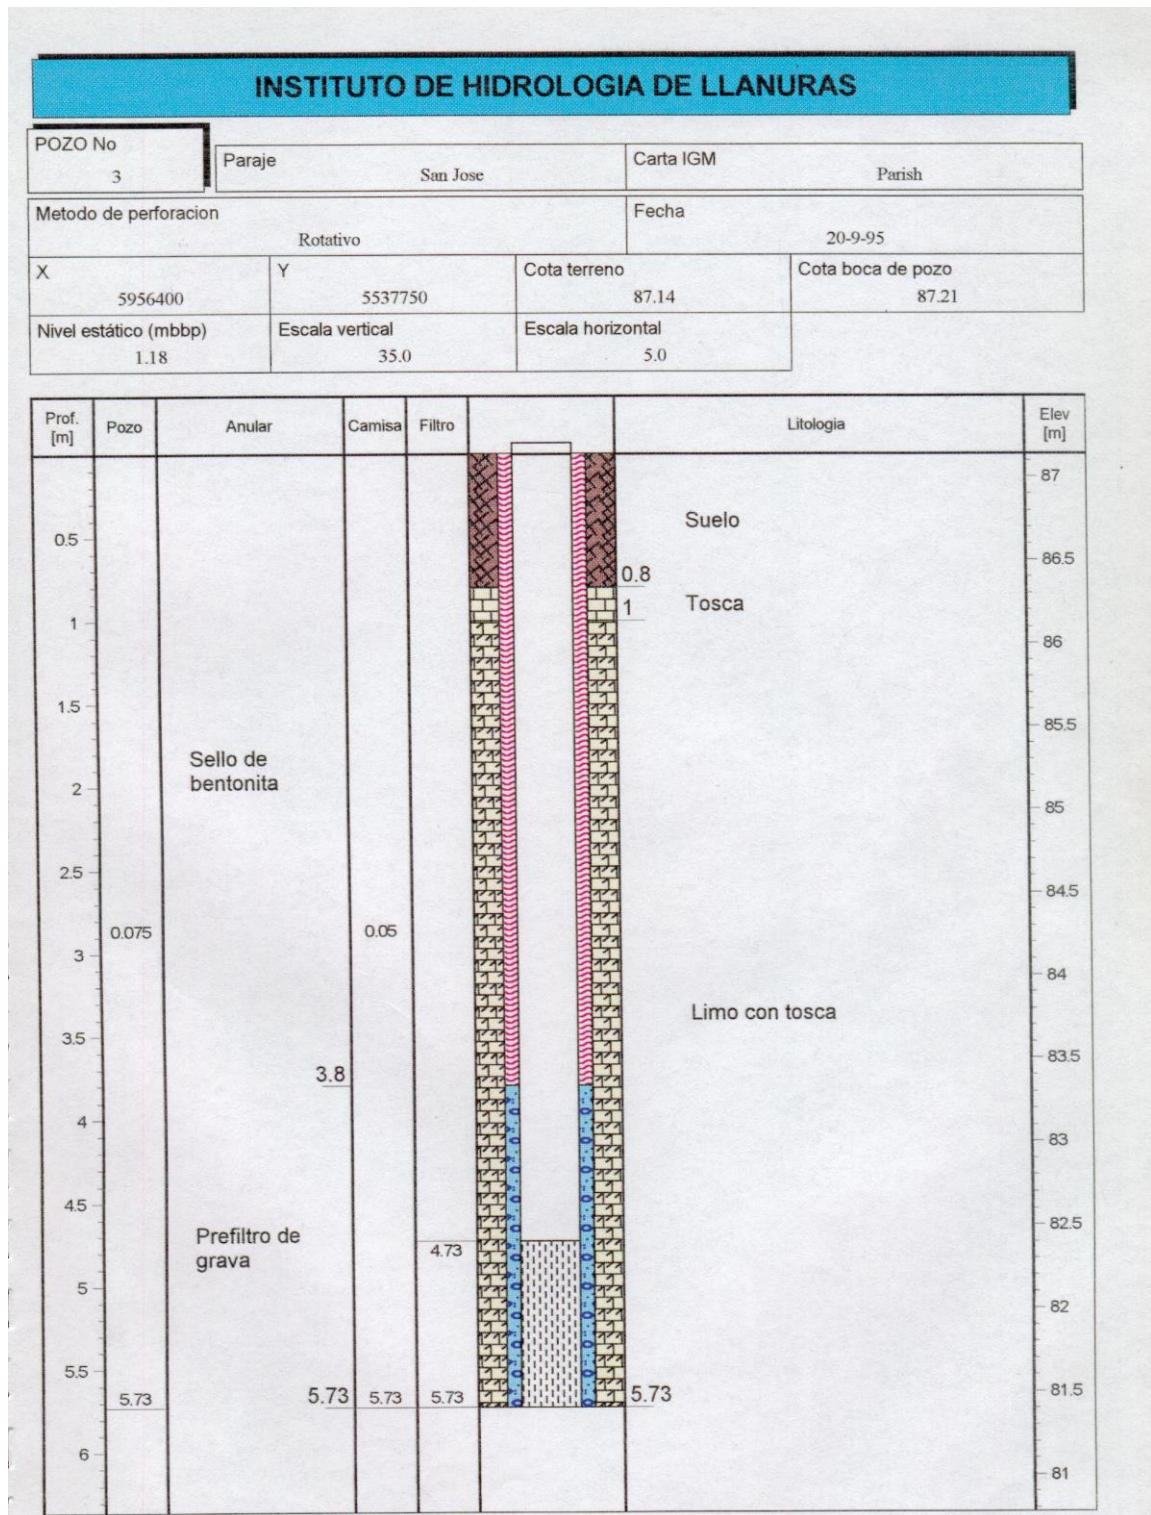 INSTITUTO DE HIDROLOGIA DE LLANURAS
POZO No
3
Paraje
San Jose
Carta IGM
Parish
Metodo de perforacion
Rotativo
Fecha
20-9-95
X
5956400
Y
5537750
Cota terreno
87.14
Cota boca de pozo
87.21
Nivel estático (mbbp)
1.18
Escala vertical
35.0
Escala horizontal
5.0
Prof.
[m]
Pozo
Anular
Camisa
Filtro
Litologia
Elev
[m]
87
Suelo
0.5
86.5
0.8
1
Tosca
1
86
1.5
85.5
Sello de
bentonita
2
85
2.5
84.5
0.075
0.05
3
84
Limo con tosca
3.5
83.5
3.8
4
83
4.5
82.5
Prefiltro de
grava
4.73
5
82
5.5
81.5
5.73
5.73
5.73
5.73
5.73
6
81